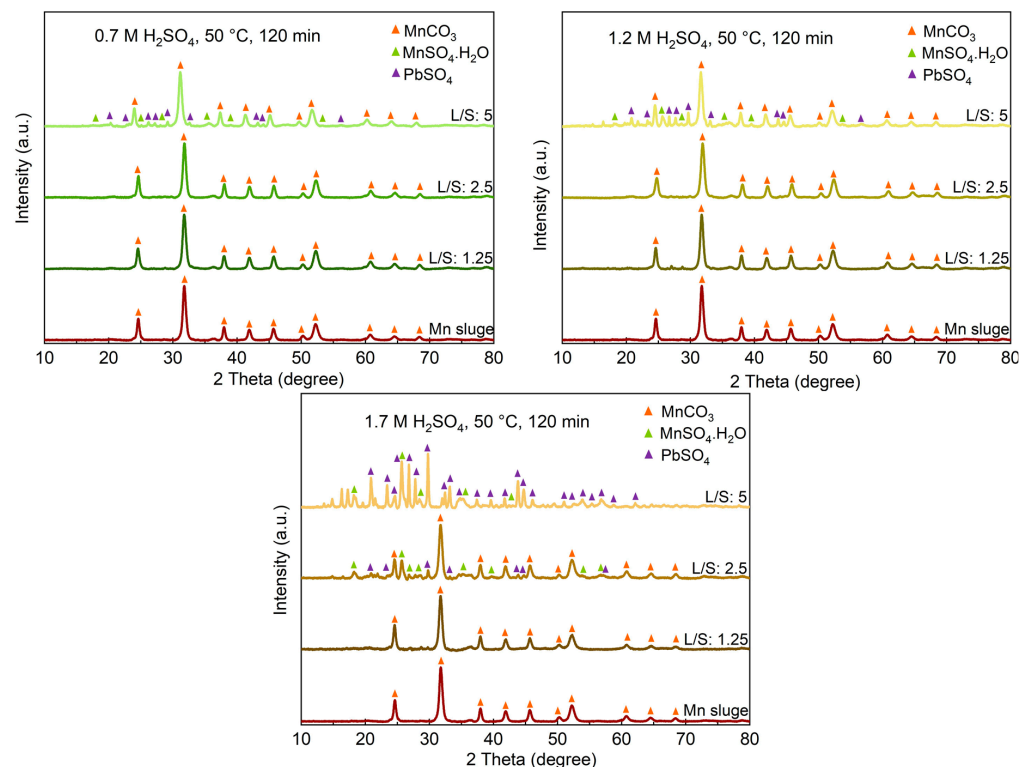 0.7 M H₂SO₄, 50 °C, 120 min
MnCO₃
MnSO₄.H₂O
PbSO₄
L/S: 5
L/S: 2.5
L/S: 1.25
Mn sluge
Intensity (a.u.)
10 20 30 40 50 60 70 80
2 Theta (degree)
1.2 M H₂SO₄, 50 °C, 120 min
MnCO₃
MnSO₄.H₂O
PbSO₄
L/S: 5
L/S: 2.5
L/S: 1.25
Mn sluge
Intensity (a.u.)
10 20 30 40 50 60 70 80
2 Theta (degree)
1.7 M H₂SO₄, 50 °C, 120 min
MnCO₃
MnSO₄.H₂O
PbSO₄
L/S: 5
L/S: 2.5
L/S: 1.25
Mn sluge
Intensity (a.u.)
10 20 30 40 50 60 70 80
2 Theta (degree)